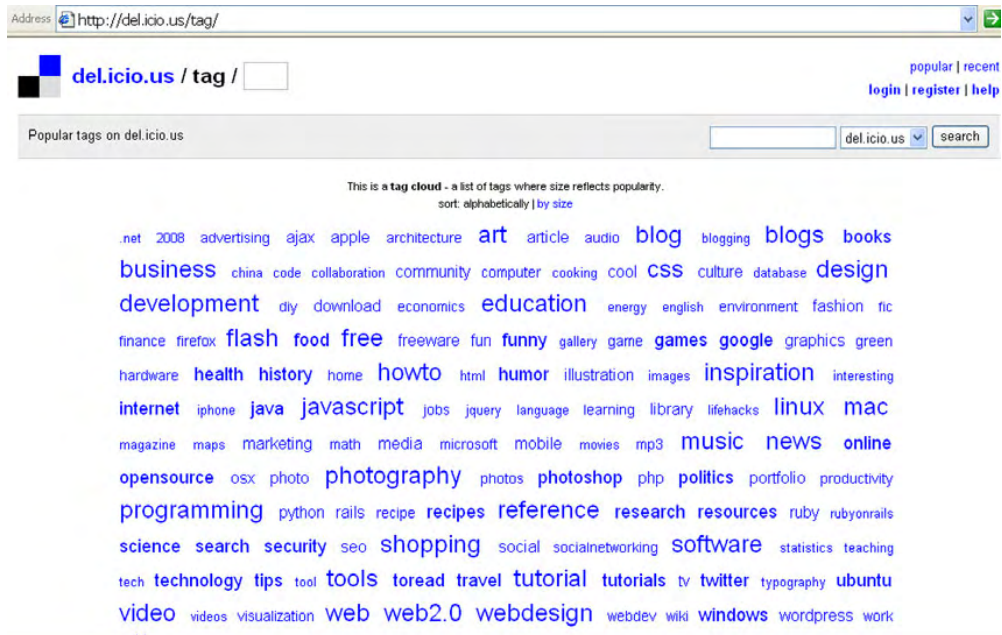 Address http://del.icio.us/tag/
del.icio.us / tag /
popular | recent
login | register | help
Popular tags on del.icio.us
del.icio.us search
This is a tag cloud - a list of tags where size reflects popularity.
sort: alphabetically | by size
.net 2008 advertising ajax apple architecture art article audio blog blogging blogs books
business china code collaboration community computer cooking cool css culture database design
development diy download economics education energy english environment fashion fic
finance firefox flash food free freeware fun funny gallery game games google graphics green
hardware health history home howto html humor illustration images inspiration interesting
internet iphone java javascript jobs jquery language learning library lifehacks linux mac
magazine maps marketing math media microsoft mobile movies mp3 music news online
opensource osx photo photography photos photoshop php politics portfolio productivity
programming python rails recipe recipes reference research resources ruby rubyonrails
science search security seo shopping social socialnetworking software statistics teaching
tech technology tips tool tools toread travel tutorial tutorials tv twitter typography ubuntu
video videos visualization web web2.0 webdesign webdev wiki windows wordpress work